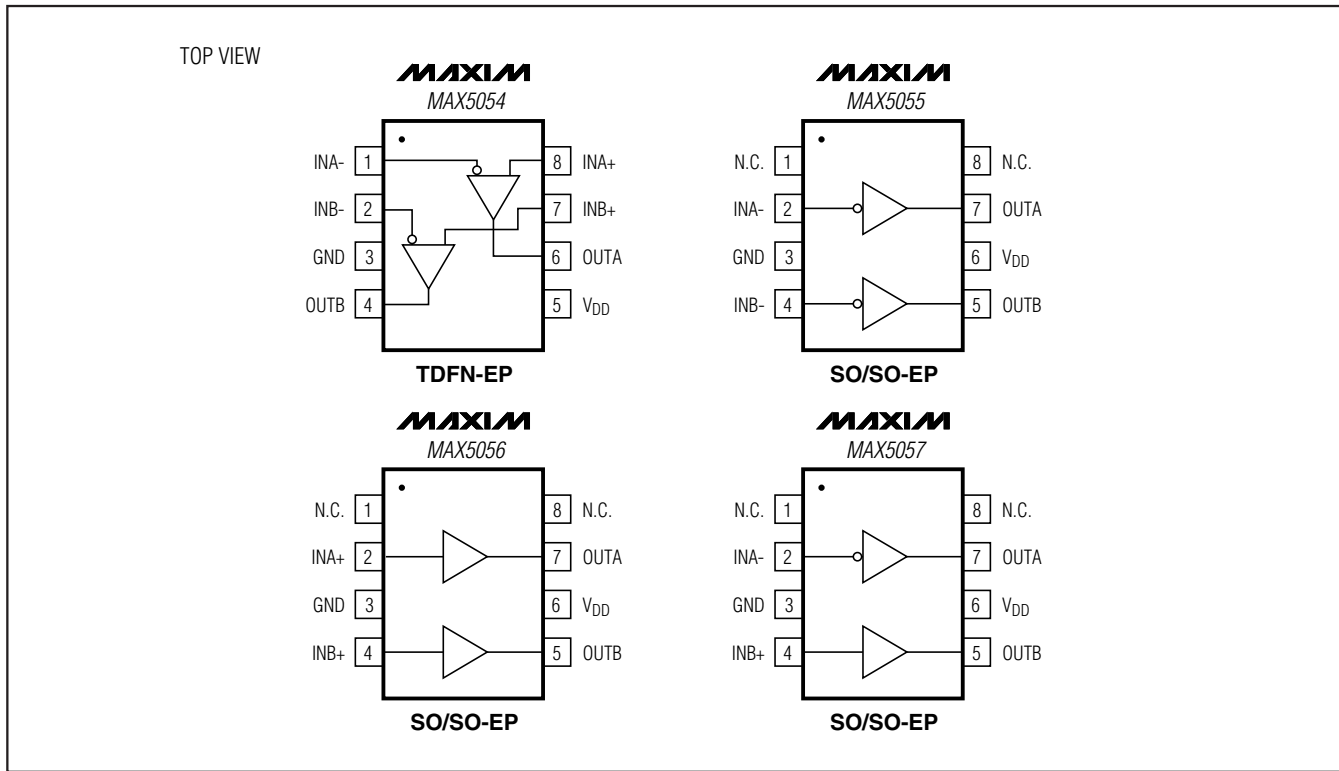 TOP VIEW
MAXIM
MAX5054
INA- 1 8 INA+
INB- 2 7 INB+
GND 3 6 OUTA
OUTB 4 5 VDD
TDFN-EP
MAXIM
MAX5055
N.C. 1 8 N.C.
INA- 2 7 OUTA
GND 3 6 VDD
INB- 4 5 OUTB
SO/SO-EP
MAXIM
MAX5056
N.C. 1 8 N.C.
INA+ 2 7 OUTA
GND 3 6 VDD
INB+ 4 5 OUTB
SO/SO-EP
MAXIM
MAX5057
N.C. 1 8 N.C.
INA- 2 7 OUTA
GND 3 6 VDD
INB+ 4 5 OUTB
SO/SO-EP